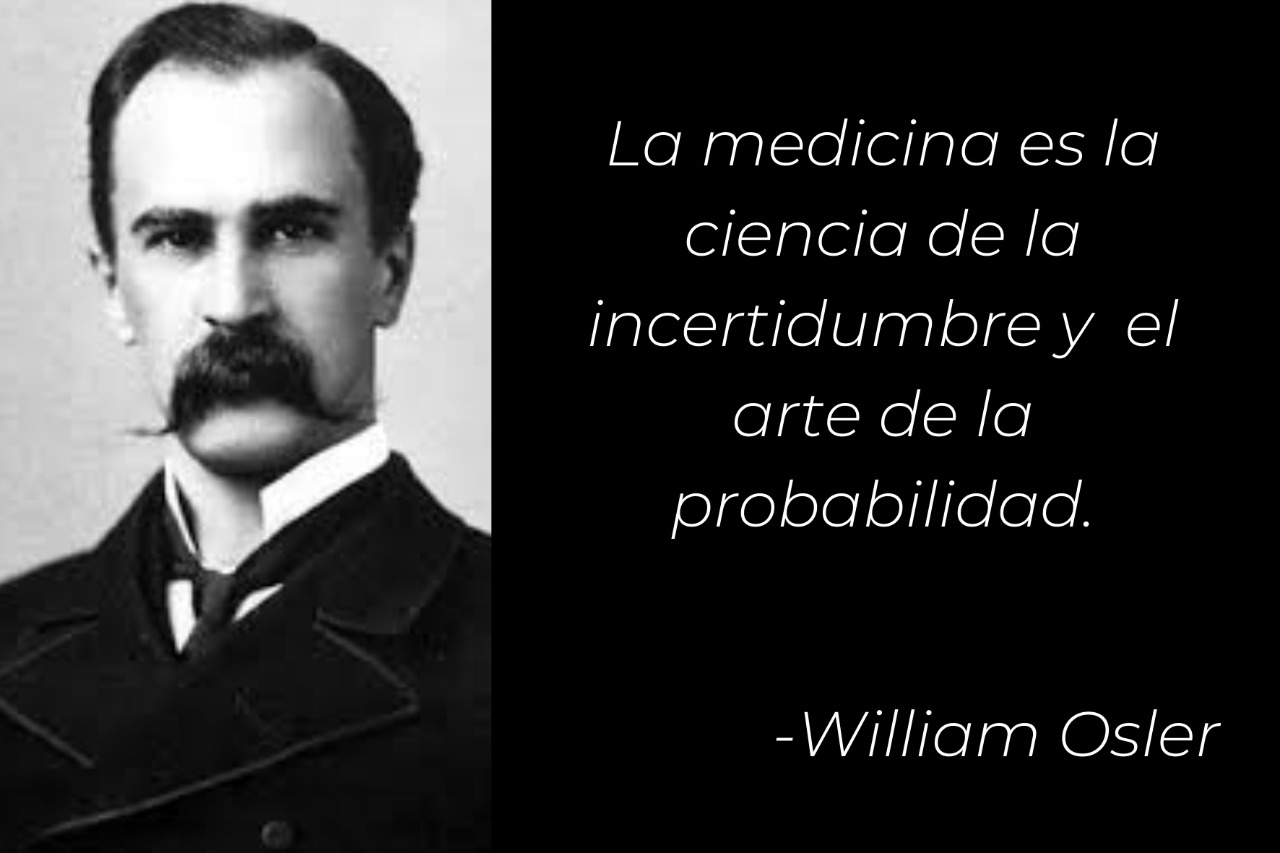 La medicina es la
ciencia de la
incertidumbre y el
arte de la
probabilidad.
-William Osler